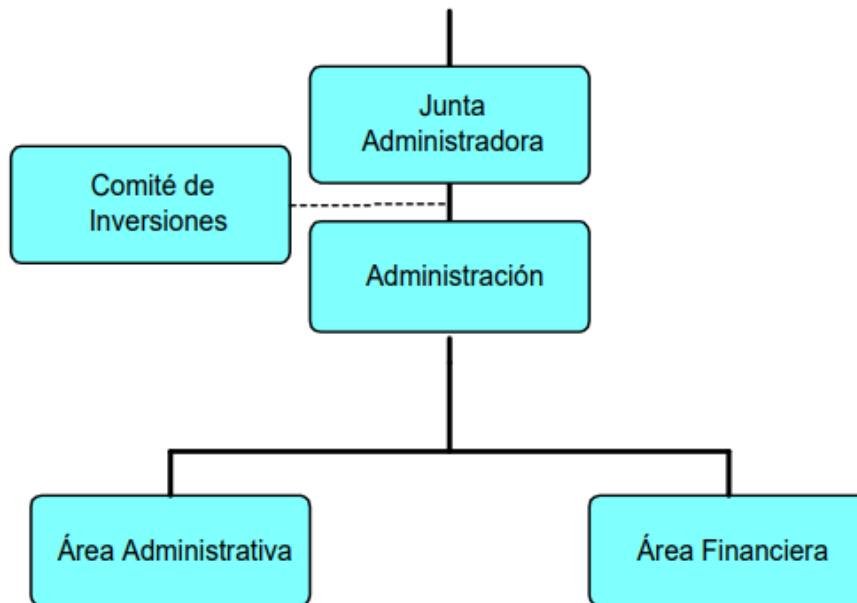 Junta
Administradora
Comité de
Inversiones
Administración
Área Administrativa
Área Financiera